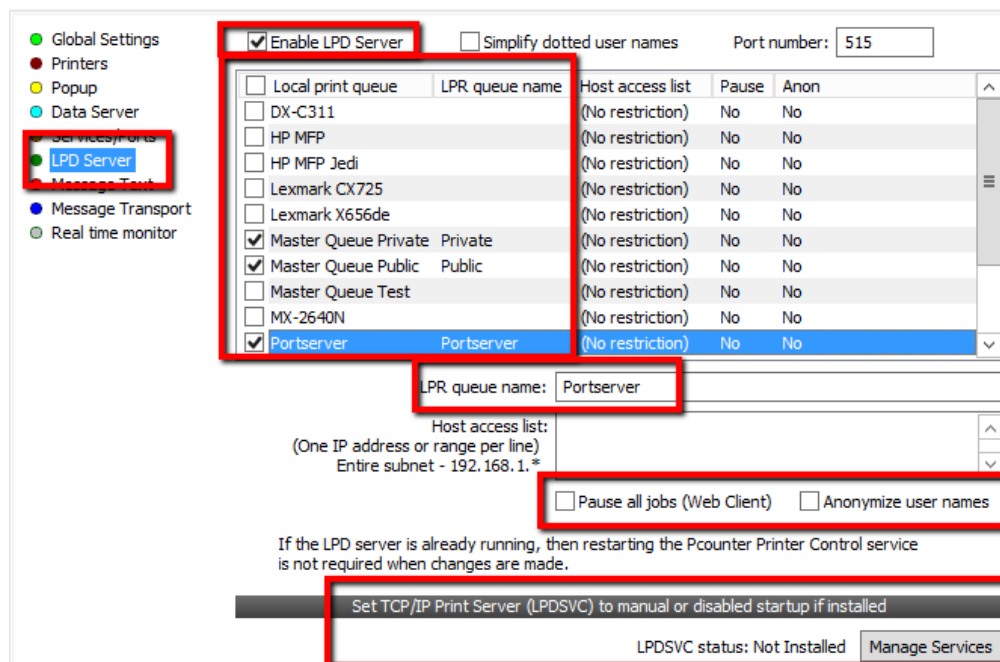 Global Settings
Printers
Popup
Data Server
Services/Ports
LPD Server
Message Text
Message Transport
Real time monitor
Enable LPD Server Simplify dotted user names Port number: 515
Local print queue LPR queue name Host access list Pause Anon
DX-C311 (No restriction) No No
HP MFP (No restriction) No No
HP MFP Jedi (No restriction) No No
Lexmark CX725 (No restriction) No No
Lexmark X656de (No restriction) No No
Master Queue Private Private (No restriction) No No
Master Queue Public Public (No restriction) No No
Master Queue Test (No restriction) No No
MX-2640N (No restriction) No No
Portserver Portserver (No restriction) No No
LPR queue name: Portserver
Host access list:
(One IP address or range per line)
Entire subnet - 192.168.1.*
Pause all jobs (Web Client) Anonymize user names
If the LPD server is already running, then restarting the Pcounter Printer Control service
is not required when changes are made.
Set TCP/IP Print Server (LPDSVC) to manual or disabled startup if installed
LPDSVC status: Not Installed Manage Services